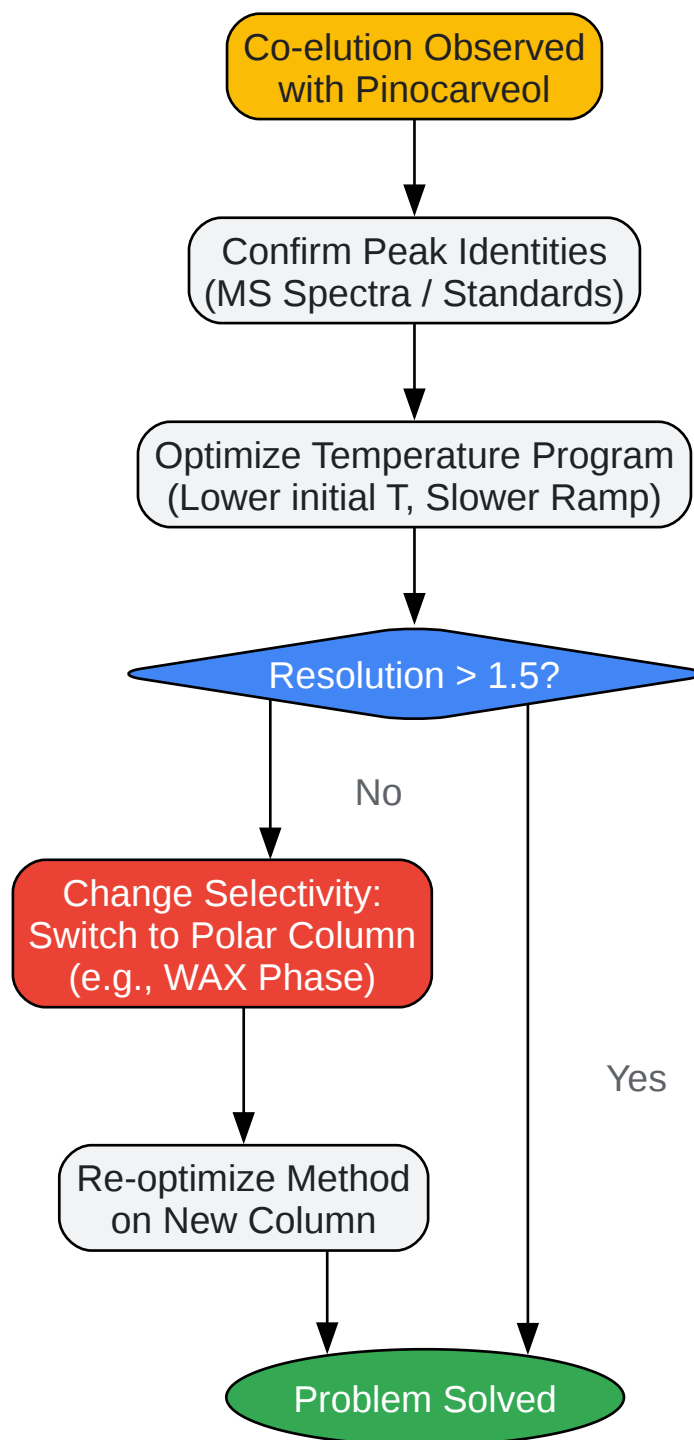 Co-elution Observed
with Pinocarveol
Confirm Peak Identities
(MS Spectra / Standards)
Optimize Temperature Program
(Lower initial T, Slower Ramp)
Resolution > 1.5?
No
Change Selectivity:
Switch to Polar Column
(e.g., WAX Phase)
Yes
Re-optimize Method
on New Column
Problem Solved